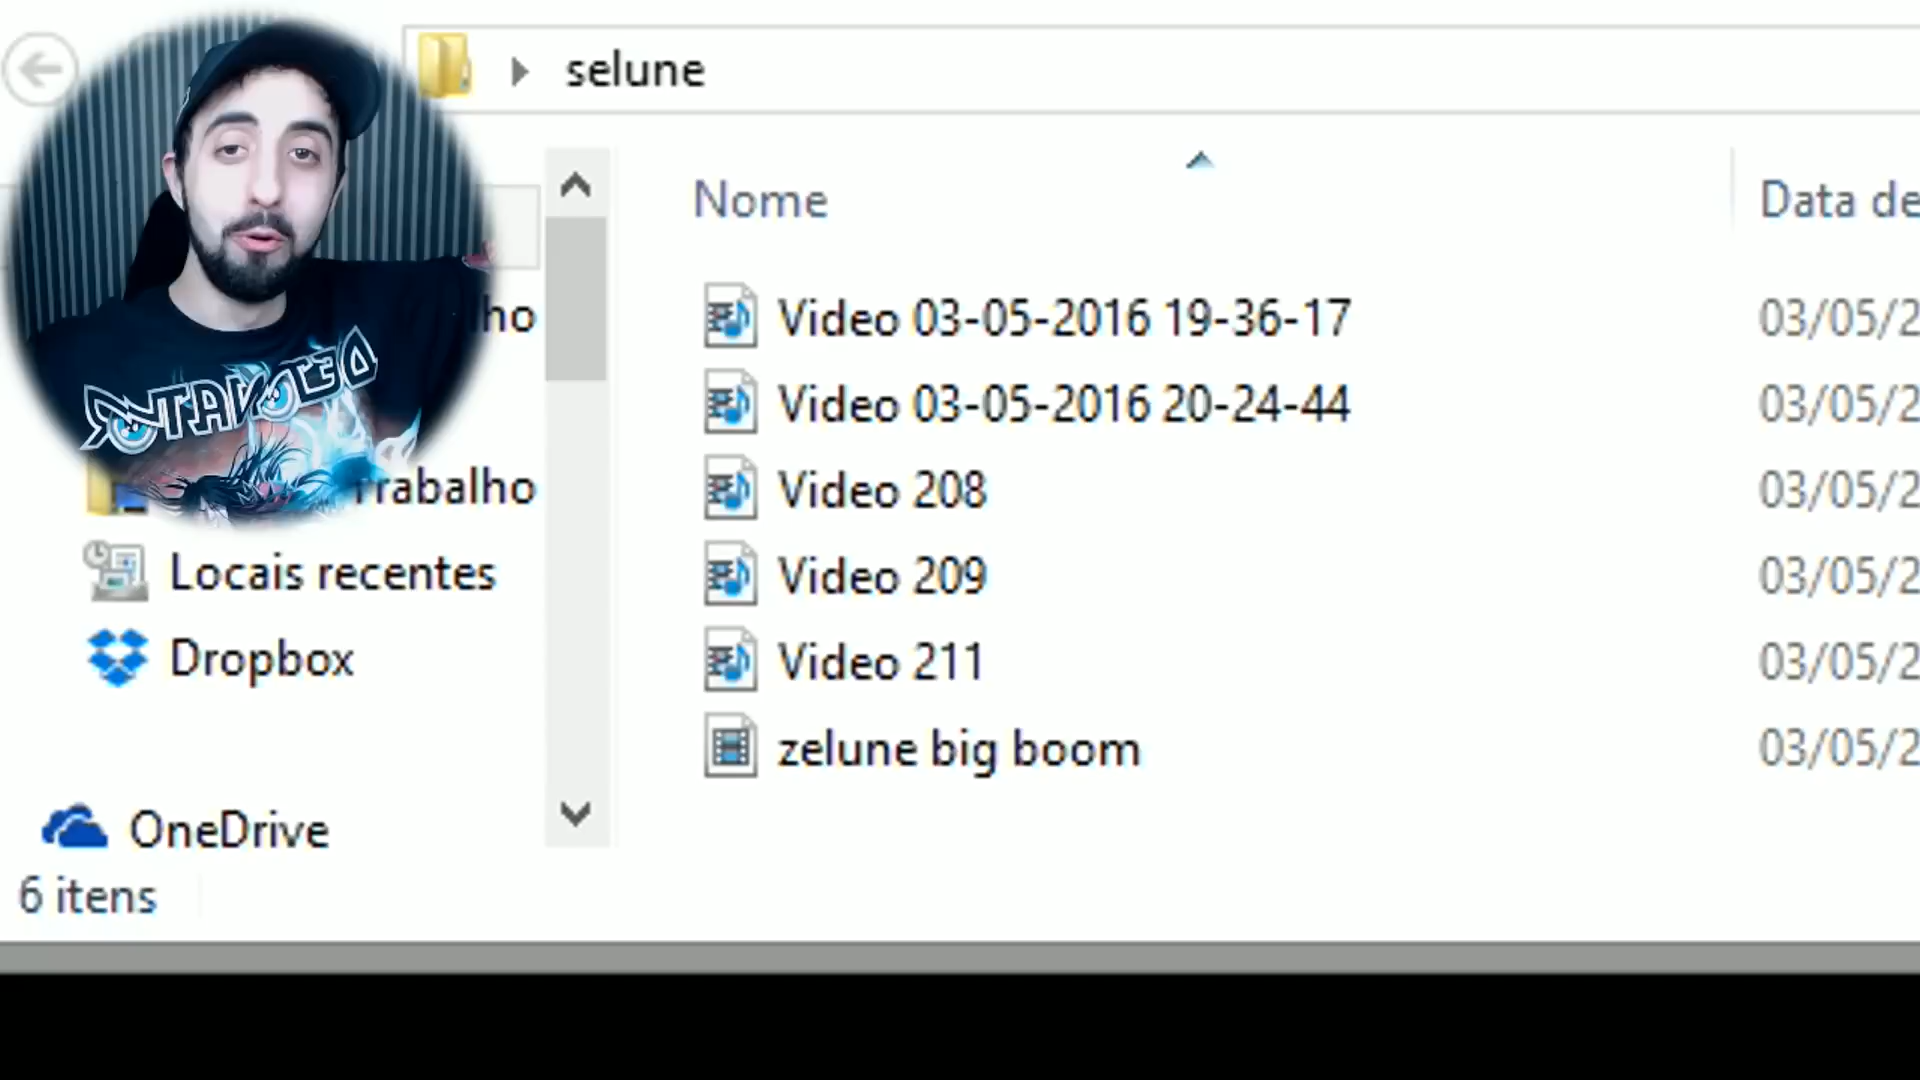 selune
Nome
Data de
Video 03-05-2016 19-36-17
03/05/2
Video 03-05-2016 20-24-44
03/05/2
Video 208
03/05/2
Video 209
03/05/2
Video 211
03/05/2
zelune big boom
03/05/2
ho
Trabalho
Locais recentes
Dropbox
OneDrive
6 itens